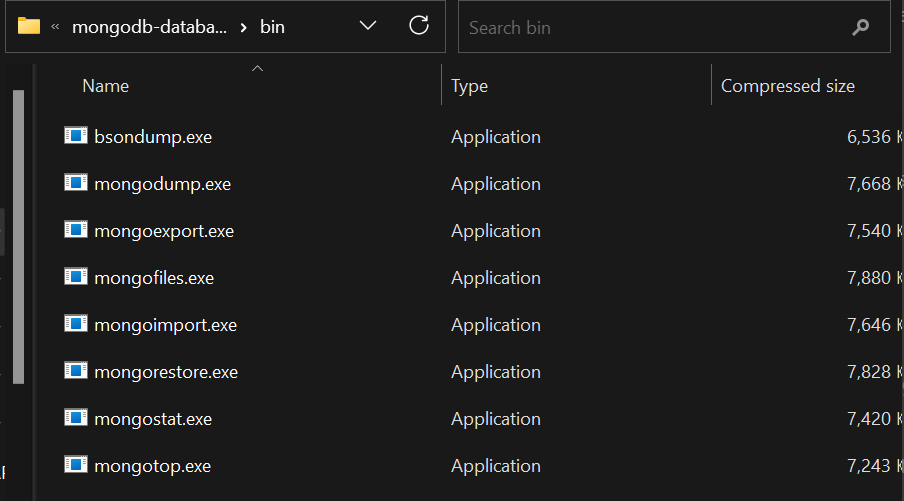 « mongodb-databa... > bin
Search bin
Name Type Compressed size
bsondump.exe Application 6,536 K
mongodump.exe Application 7,668 K
mongoexport.exe Application 7,540 K
mongofiles.exe Application 7,880 K
mongoimport.exe Application 7,646 K
mongorestore.exe Application 7,828 K
mongostat.exe Application 7,420 K
mongotop.exe Application 7,243 K